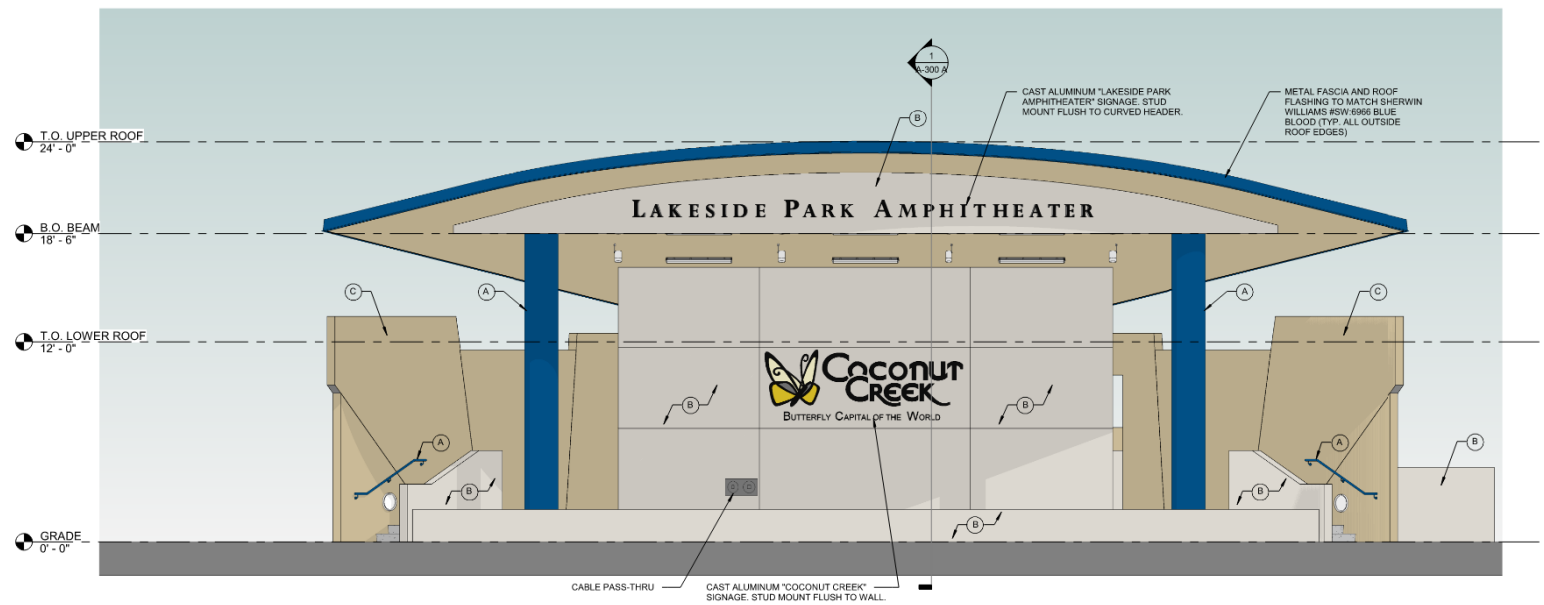 1
A-300 A
CAST ALUMINUM "LAKESIDE PARK
AMPHITHEATER" SIGNAGE. STUD
MOUNT FLUSH TO CURVED HEADER.
METAL FASCIA AND ROOF
FLASHING TO MATCH SHERWIN
WILLIAMS #SW:6966 BLUE
BLOOD (TYP. ALL OUTSIDE
ROOF EDGES)
B
T.O. UPPER ROOF
24' - 0"
LAKESIDE PARK AMPHITHEATER
B.O. BEAM
18' - 6"
C
A
A
C
T.O. LOWER ROOF
12' - 0"
COCONUT
CREEK
BUTTERFLY CAPITAL OF THE WORLD
B
B
A
A
B
B
B
B
GRADE
0' - 0"
CABLE PASS-THRU
CAST ALUMINUM "COCONUT CREEK"
SIGNAGE. STUD MOUNT FLUSH TO WALL.